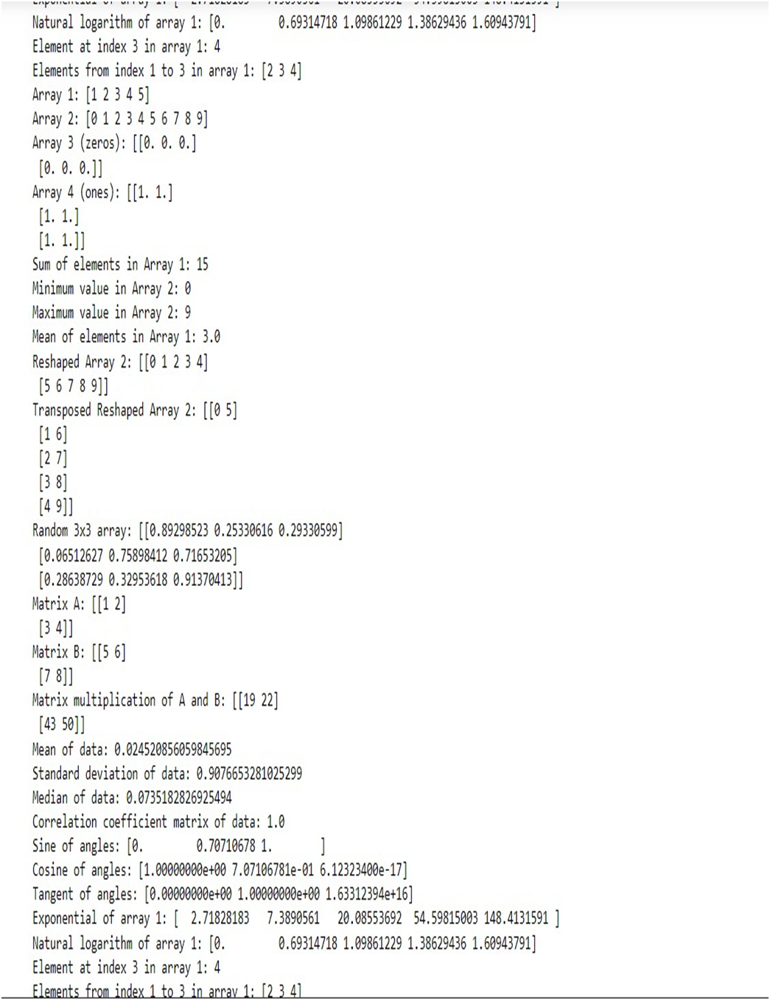 Exponential of array 1: [  2.71828183   7.3890561   20.08553692  54.59815003 148.4131591 ]
Natural logarithm of array 1: [0.         0.69314718 1.09861229 1.38629436 1.60943791]
Element at index 3 in array 1: 4
Elements from index 1 to 3 in array 1: [2 3 4]
Array 1: [1 2 3 4 5]
Array 2: [0 1 2 3 4 5 6 7 8 9]
Array 3 (zeros): [[0. 0. 0.]
 [0. 0. 0.]]
Array 4 (ones): [[1. 1.]
 [1. 1.]
 [1. 1.]]
Sum of elements in Array 1: 15
Minimum value in Array 2: 0
Maximum value in Array 2: 9
Mean of elements in Array 1: 3.0
Reshaped Array 2: [[0 1 2 3 4]
 [5 6 7 8 9]]
Transposed Reshaped Array 2: [[0 5]
 [1 6]
 [2 7]
 [3 8]
 [4 9]]
Random 3x3 array: [[0.89298523 0.25330616 0.29330599]
 [0.06512627 0.75898412 0.71653205]
 [0.28638729 0.32953618 0.91370413]]
Matrix A: [[1 2]
 [3 4]]
Matrix B: [[5 6]
 [7 8]]
Matrix multiplication of A and B: [[19 22]
 [43 50]]
Mean of data: 0.024520856059845695
Standard deviation of data: 0.9076653281025299
Median of data: 0.0735182826925494
Correlation coefficient matrix of data: 1.0
Sine of angles: [0.         0.70710678 1.        ]
Cosine of angles: [1.00000000e+00 7.07106781e-01 6.12323400e-17]
Tangent of angles: [0.00000000e+00 1.00000000e+00 1.63312394e+16]
Exponential of array 1: [  2.71828183   7.3890561   20.08553692  54.59815003 148.4131591 ]
Natural logarithm of array 1: [0.         0.69314718 1.09861229 1.38629436 1.60943791]
Element at index 3 in array 1: 4
Elements from index 1 to 3 in array 1: [2 3 4]